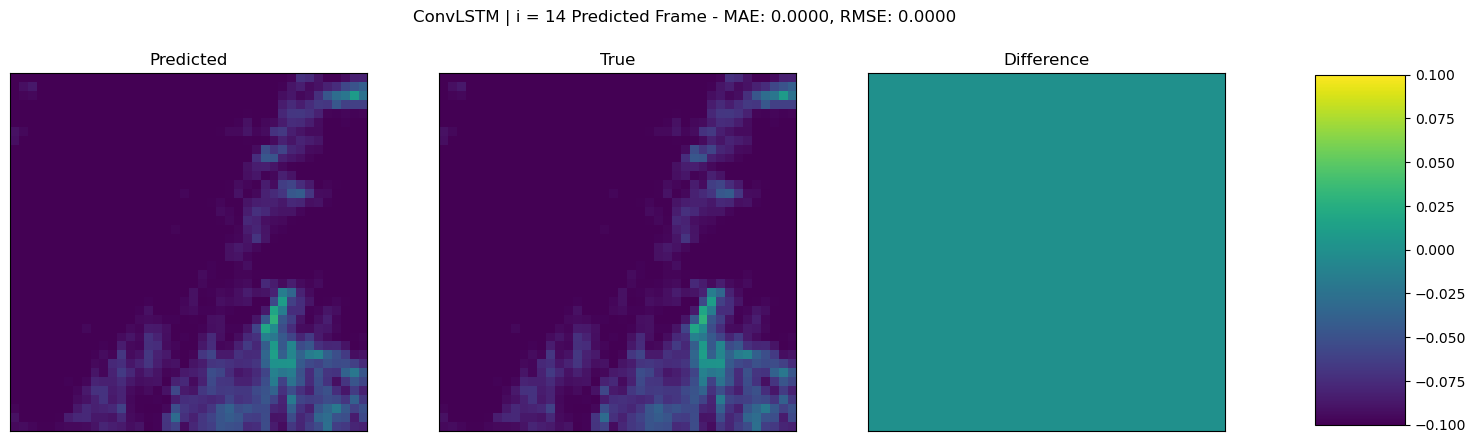 ConvLSTM | i = 14 Predicted Frame - MAE: 0.0000, RMSE: 0.0000
Predicted
True
Difference
0.100
0.075
0.050
0.025
0.000
−0.025
−0.050
−0.075
−0.100